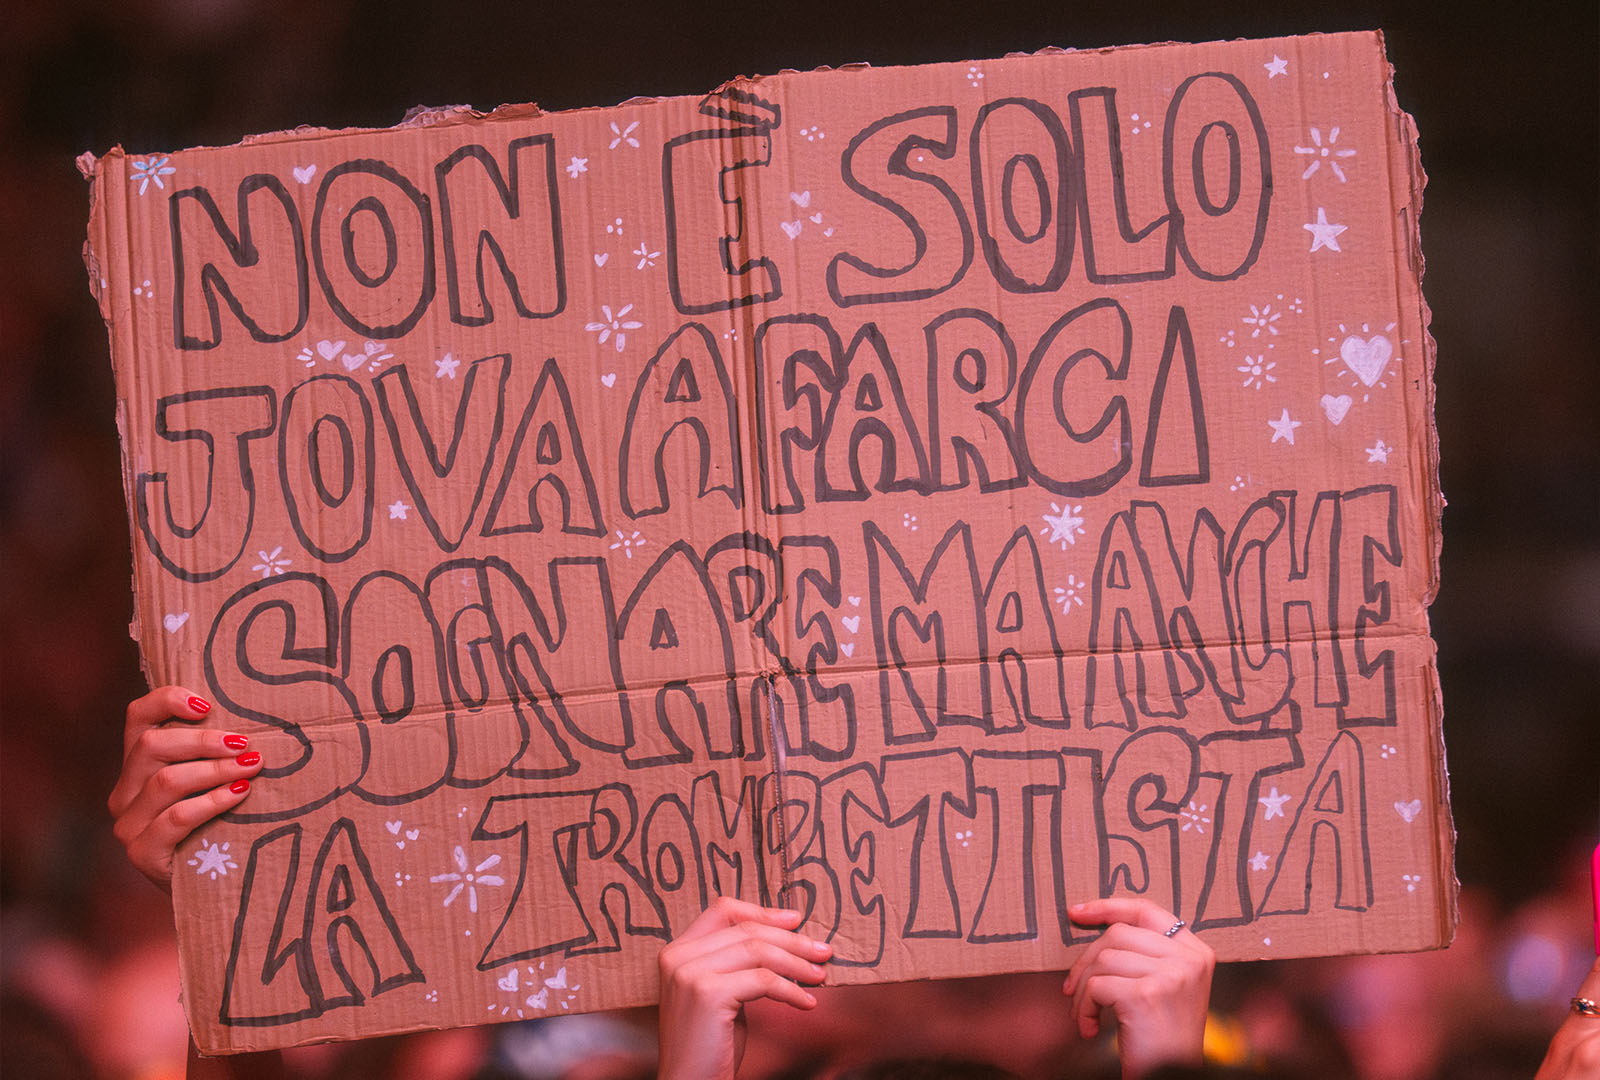 NON È SOLO
JOVA A FARCI
SOGNARE MA ANCHE
LA TROMBETTISTA